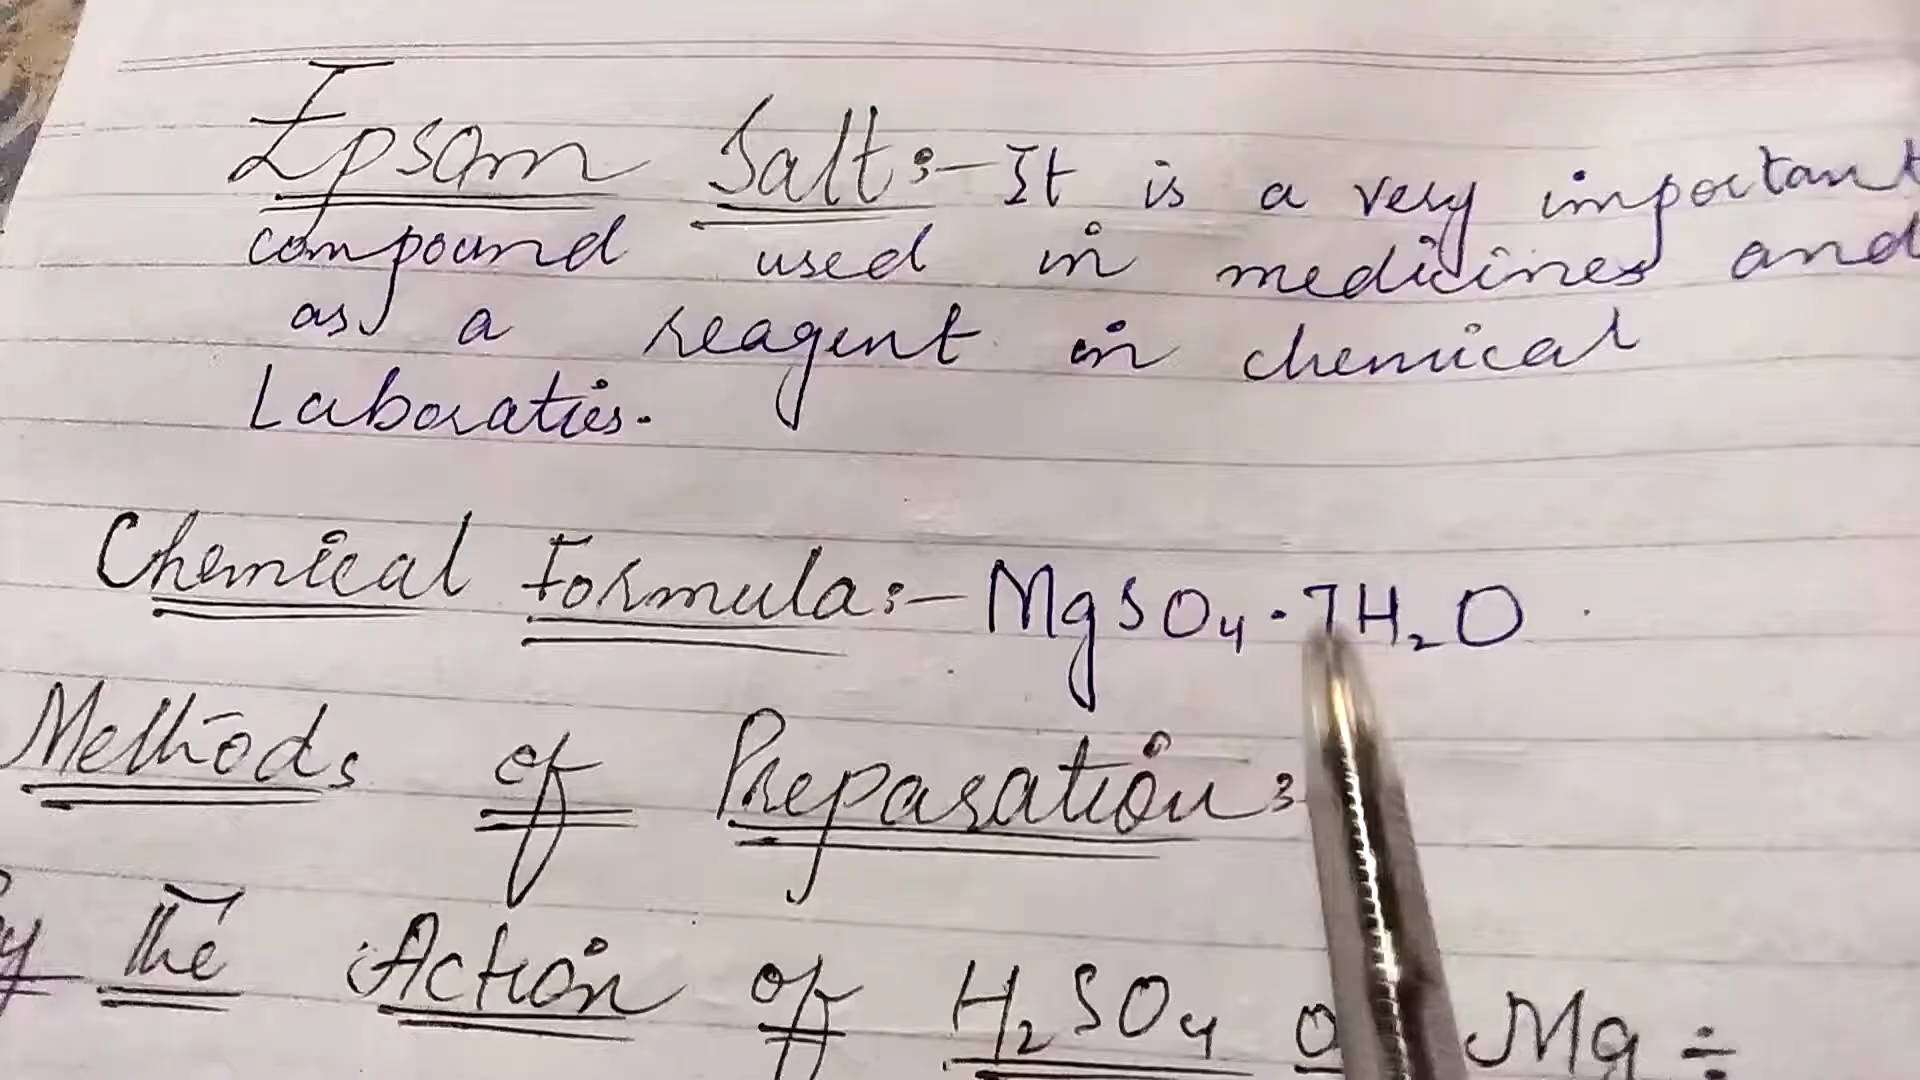 Epsom Salt:- It is a very important
compound used in medicines and
as a reagent in chemical
Laboraties.
Chemical Formula:- MgSO₄·7H₂O
Methods of Preparation:
By the Action of H₂SO₄ Mg:-